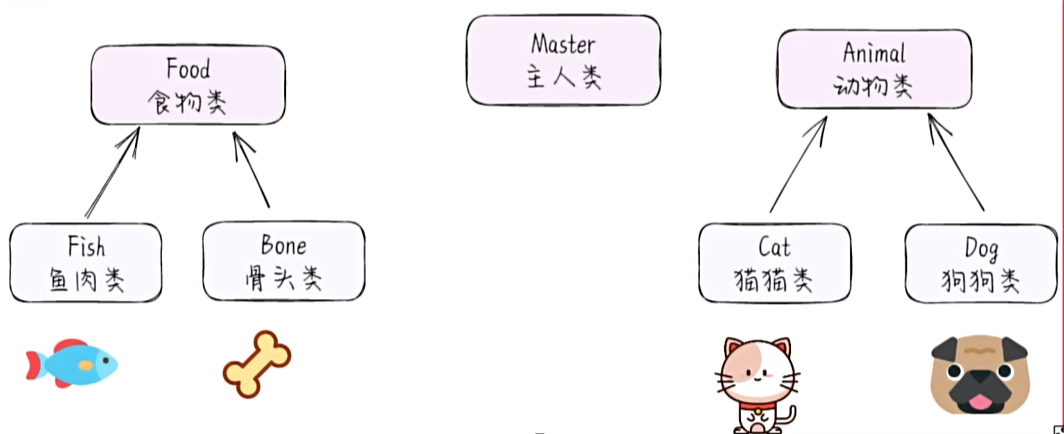 Food
食物类
Master
主人类
Animal
动物类
Fish
鱼肉类
Bone
骨头类
Cat
猫猫类
Dog
狗狗类